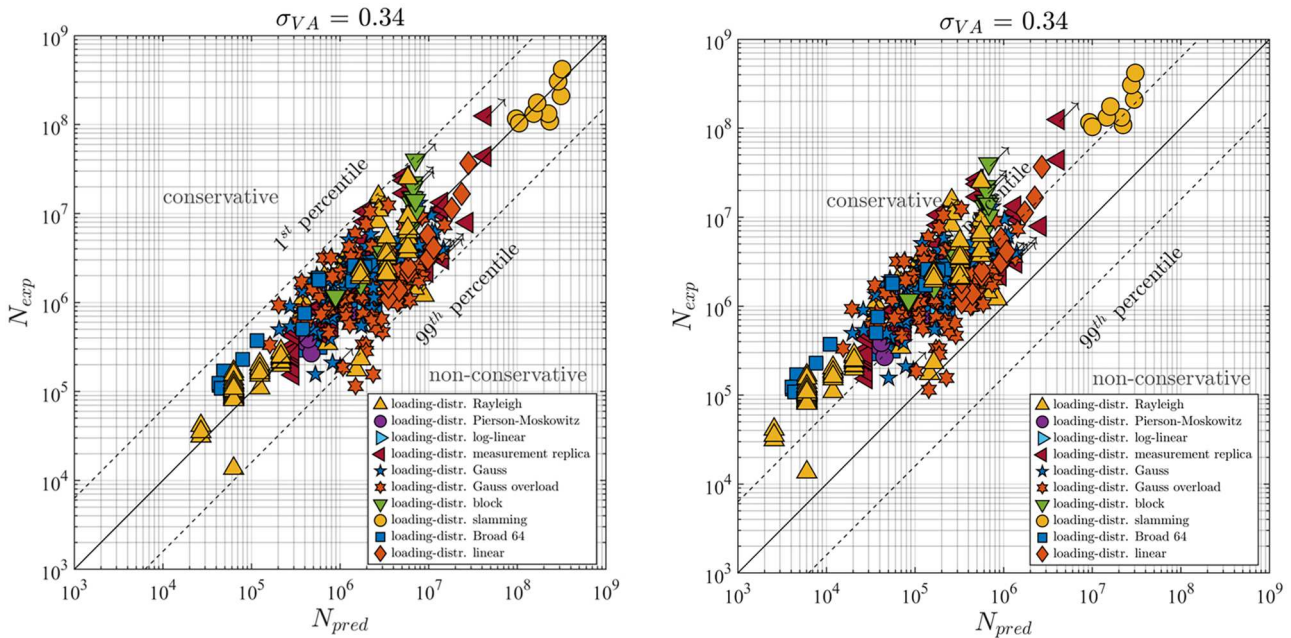 σ_VA = 0.34
10^9
10^8
10^7
10^6
10^5
10^4
10^3
N_exp
conservative
1^st percentile
99^th percentile
non-conservative
loading-distr. Rayleigh
loading-distr. Pierson-Moskowitz
loading-distr. log-linear
loading-distr. measurement replica
loading-distr. Gauss
loading-distr. Gauss overload
loading-distr. block
loading-distr. slamming
loading-distr. Broad 64
loading-distr. linear
10^3 10^4 10^5 10^6 10^7 10^8 10^9
N_pred
σ_VA = 0.34
10^9
10^8
10^7
10^6
10^5
10^4
10^3
N_exp
conservative
99^th percentile
non-conservative
loading-distr. Rayleigh
loading-distr. Pierson-Moskowitz
loading-distr. log-linear
loading-distr. measurement replica
loading-distr. Gauss
loading-distr. Gauss overload
loading-distr. block
loading-distr. slamming
loading-distr. Broad 64
loading-distr. linear
10^3 10^4 10^5 10^6 10^7 10^8 10^9
N_pred